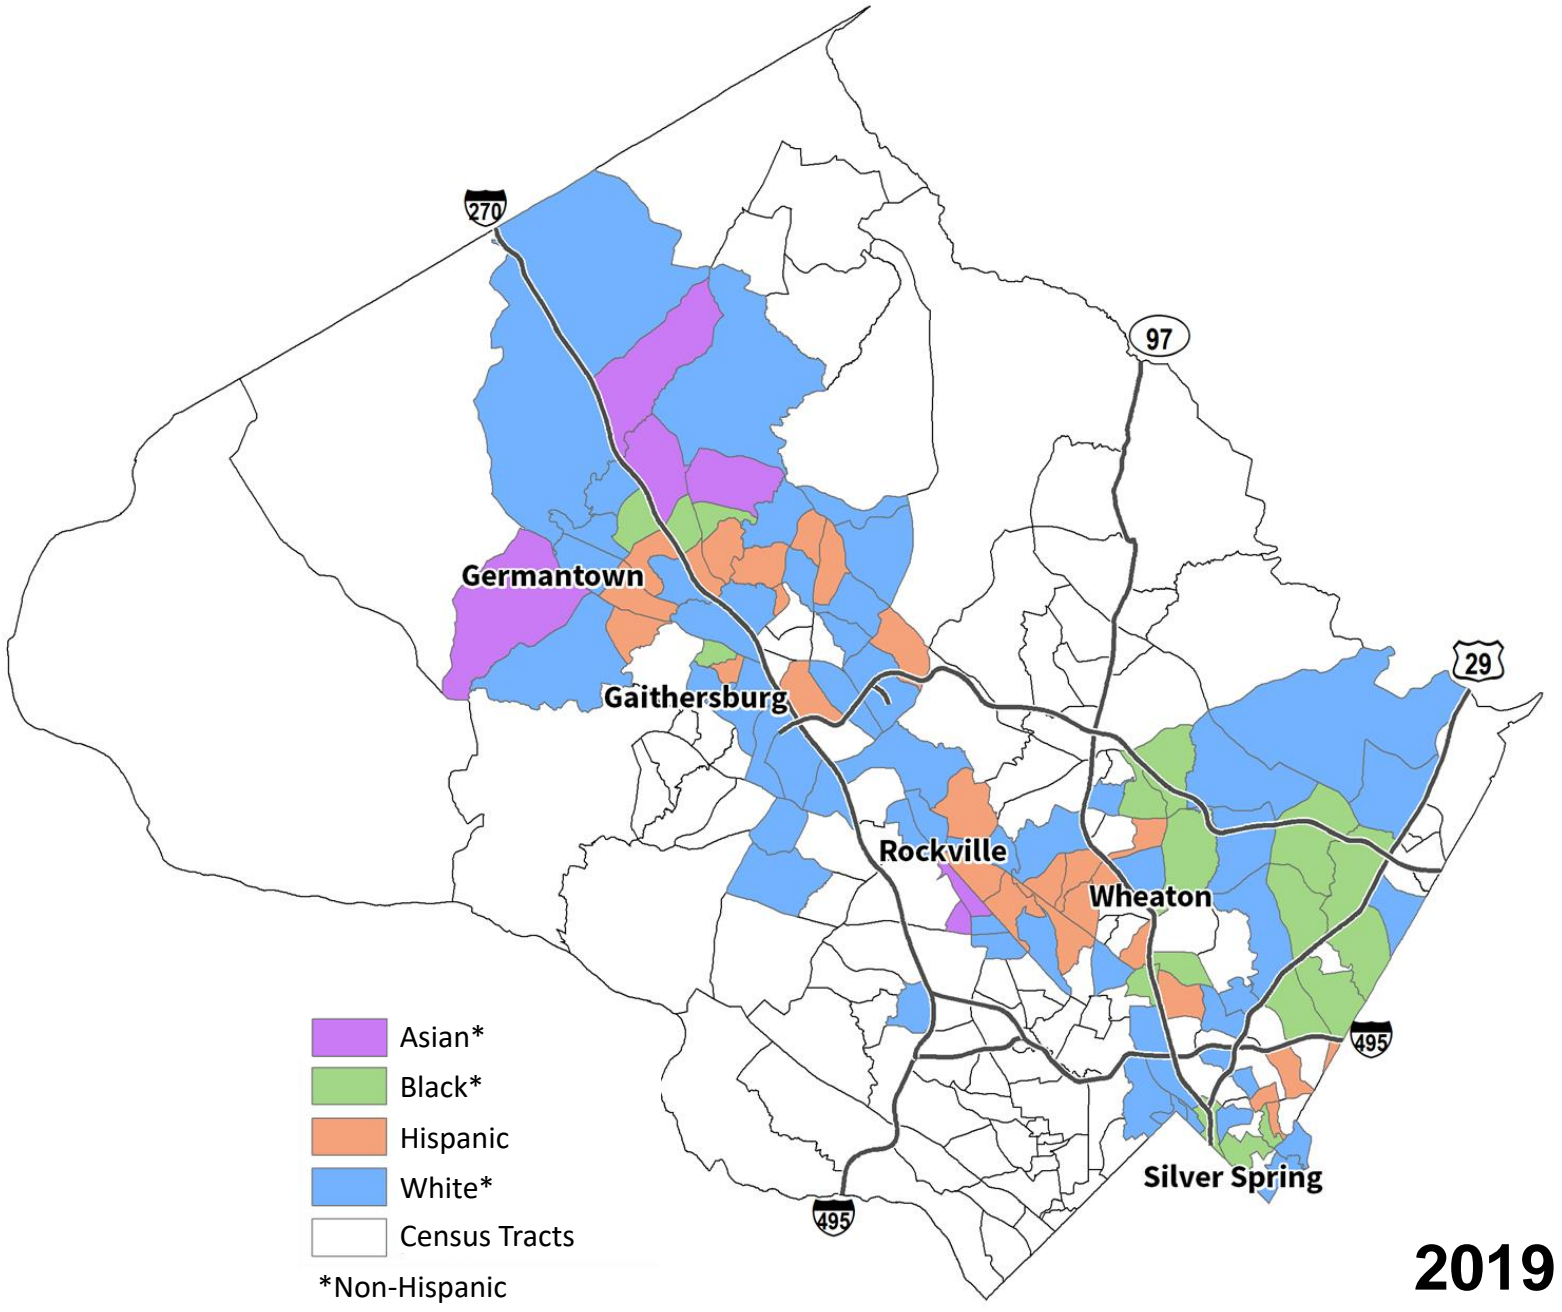 270
97
29
Germantown
Gaithersburg
Rockville
Wheaton
Asian*
Black*
Hispanic
White*
Census Tracts
*Non-Hispanic
495
Silver Spring
495
2019